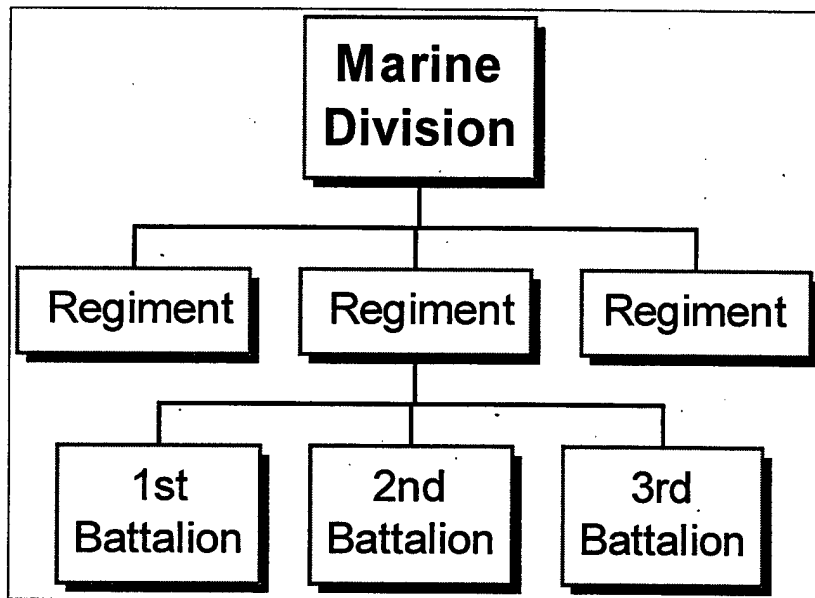 Marine
Division
Regiment
Regiment
Regiment
1st
Battalion
2nd
Battalion
3rd
Battalion